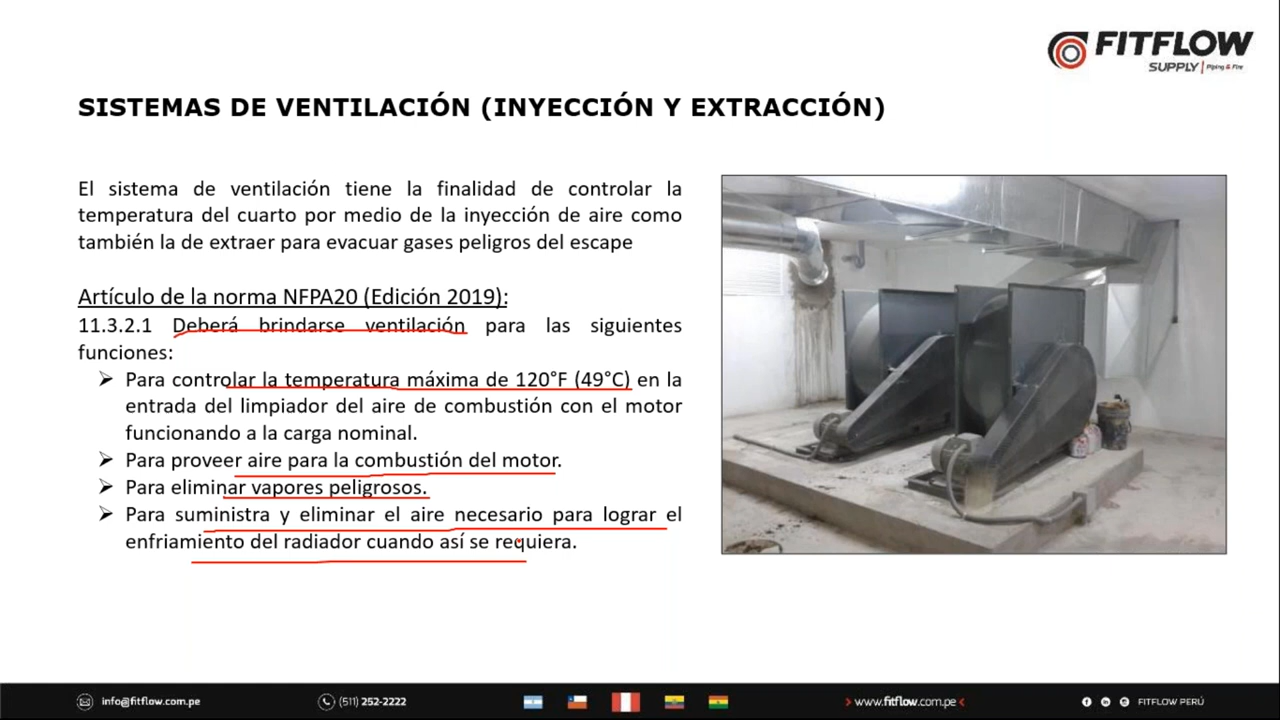 FITFLOW
SUPPLY | Piping & Fire
SISTEMAS DE VENTILACIÓN (INYECCIÓN Y EXTRACCIÓN)
El sistema de ventilación tiene la finalidad de controlar la
temperatura del cuarto por medio de la inyección de aire como
también la de extraer para evacuar gases peligros del escape
Artículo de la norma NFPA20 (Edición 2019):
11.3.2.1 Deberá brindarse ventilación para las siguientes
funciones:
➢ Para controlar la temperatura máxima de 120°F (49°C) en la
entrada del limpiador del aire de combustión con el motor
funcionando a la carga nominal.
➢ Para proveer aire para la combustión del motor.
➢ Para eliminar vapores peligrosos.
➢ Para suministra y eliminar el aire necesario para lograr el
enfriamiento del radiador cuando así se requiera.
info@fitflow.com.pe
(511) 252-2222
www.fitflow.com.pe
FITFLOW PERÚ